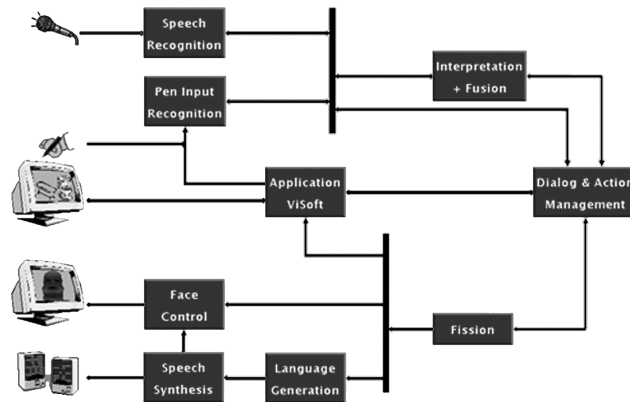 Speech
Recognition
Interpretation
+ Fusion
Pen Input
Recognition
Application
ViSoft
Dialog & Action
Management
Face
Control
Fission
Speech
Synthesis
Language
Generation